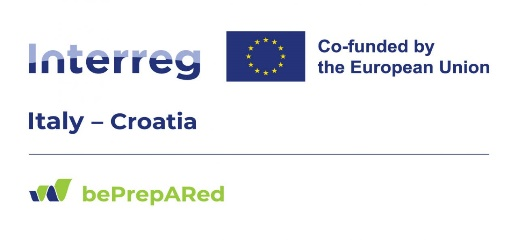 Interreg
Co-funded by
the European Union
Italy – Croatia
bePrepARed